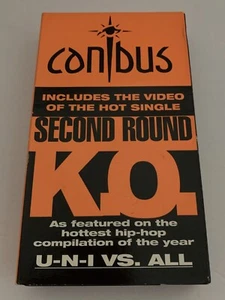 canibus
INCLUDES THE VIDEO
OF THE HOT SINGLE
SECOND ROUND
K.O.
As featured on the
hottest hip-hop
compilation of the year
U-N-I VS. ALL